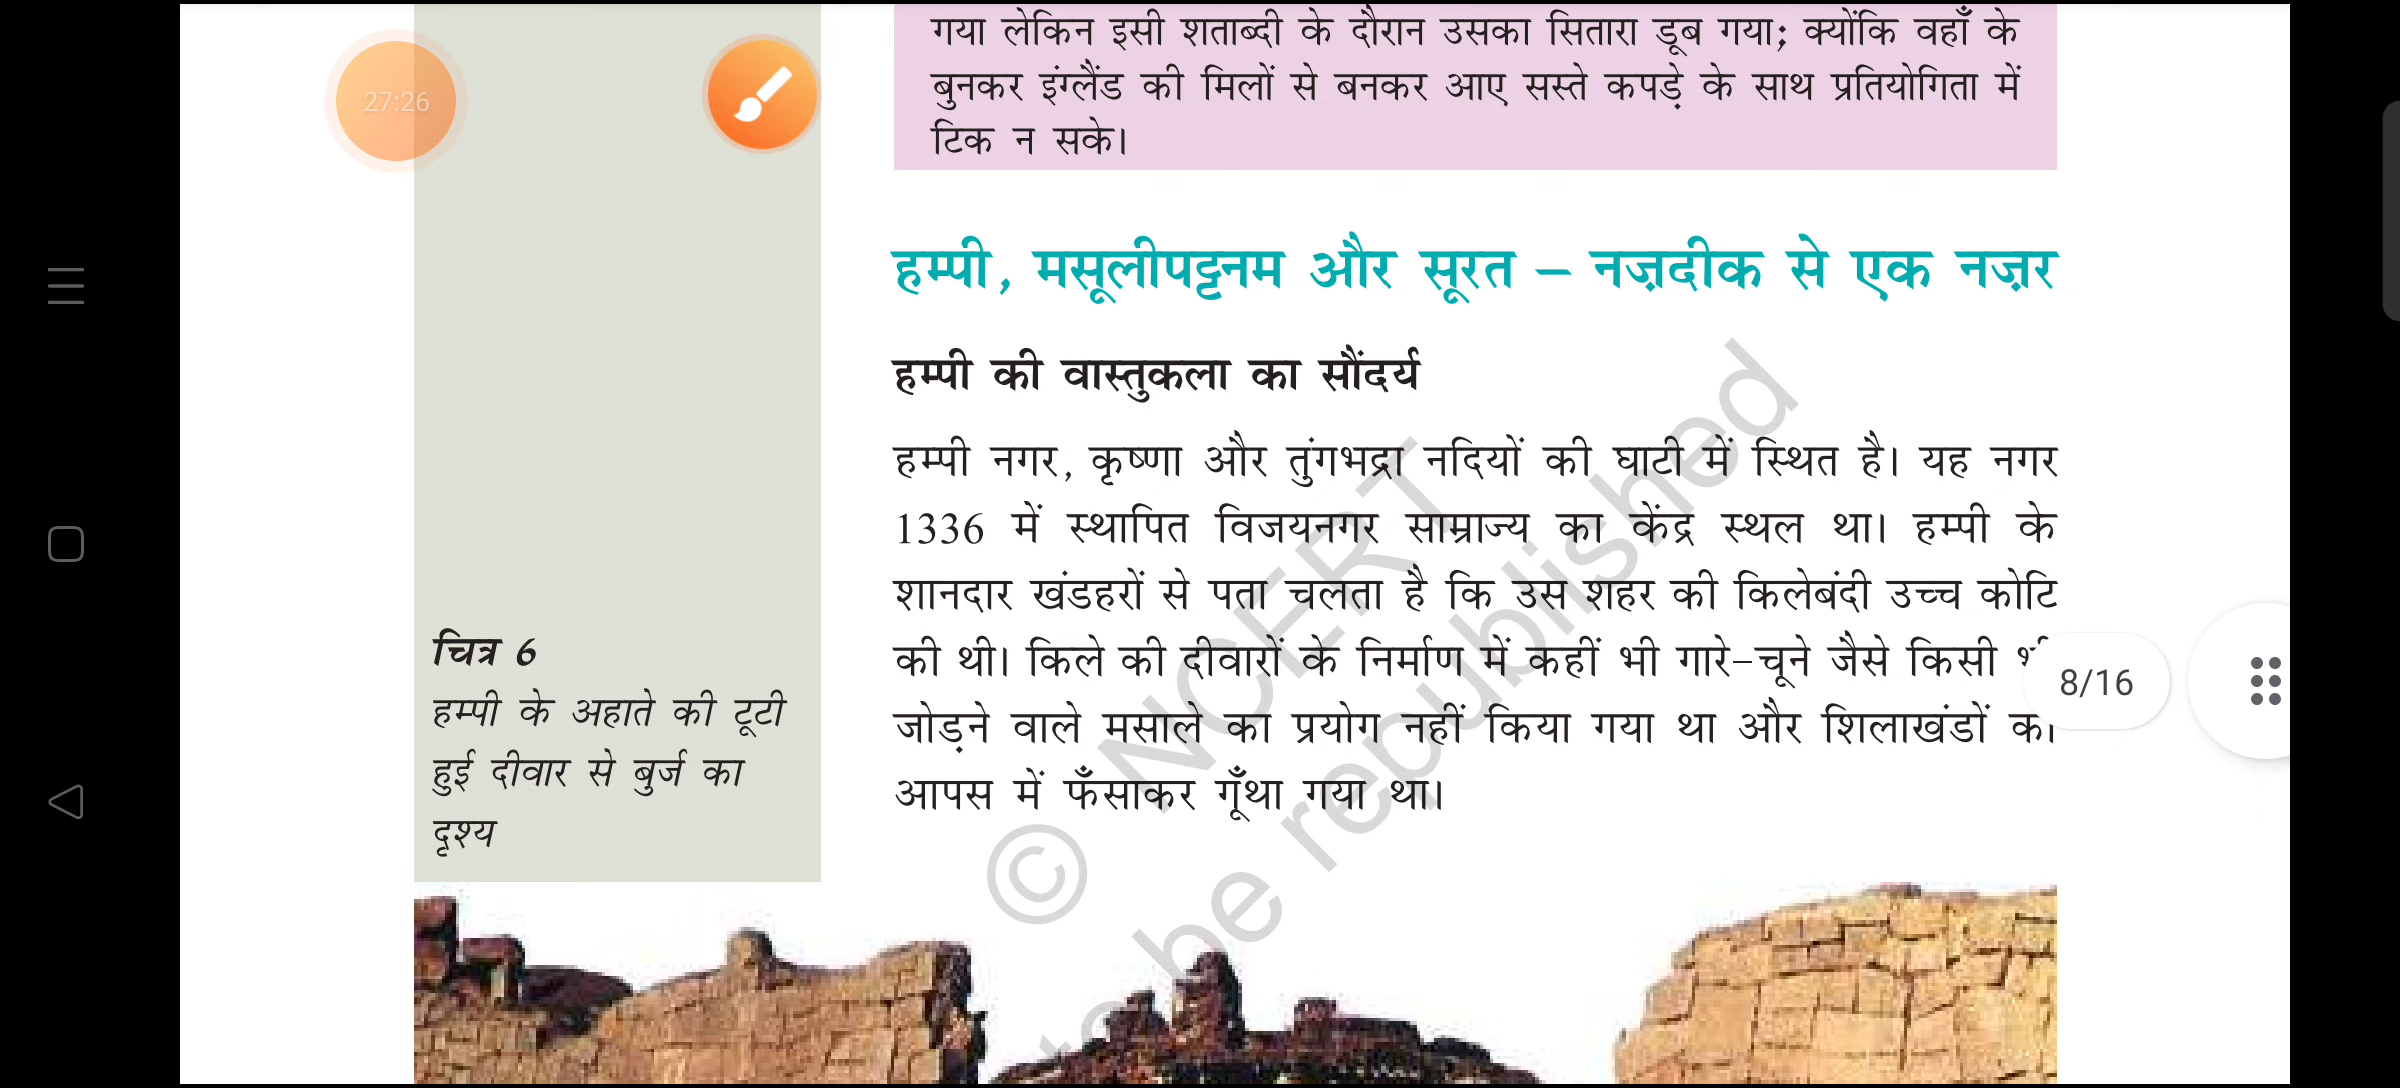 27:26
गया लेकिन इसी शताब्दी के दौरान उसका सितारा डूब गया; क्योंकि वहाँ के
बुनकर इंग्लैंड की मिलों से बनकर आए सस्ते कपड़े के साथ प्रतियोगिता में
टिक न सके।
हम्पी, मसूलीपट्टनम और सूरत – नज़दीक से एक नज़र
हम्पी की वास्तुकला का सौंदर्य
हम्पी नगर, कृष्णा और तुंगभद्रा नदियों की घाटी में स्थित है। यह नगर
1336 में स्थापित विजयनगर साम्राज्य का केंद्र स्थल था। हम्पी के
शानदार खंडहरों से पता चलता है कि उस शहर की किलेबंदी उच्च कोटि
की थी। किले की दीवारों के निर्माण में कहीं भी गारे-चूने जैसे किसी
जोड़ने वाले मसाले का प्रयोग नहीं किया गया था और शिलाखंडों
आपस में फँसाकर गूँथा गया था।
चित्र 6
हम्पी के अहाते की टूटी
हुई दीवार से बुर्ज का
दृश्य
8/16
© NCERT
to be republished